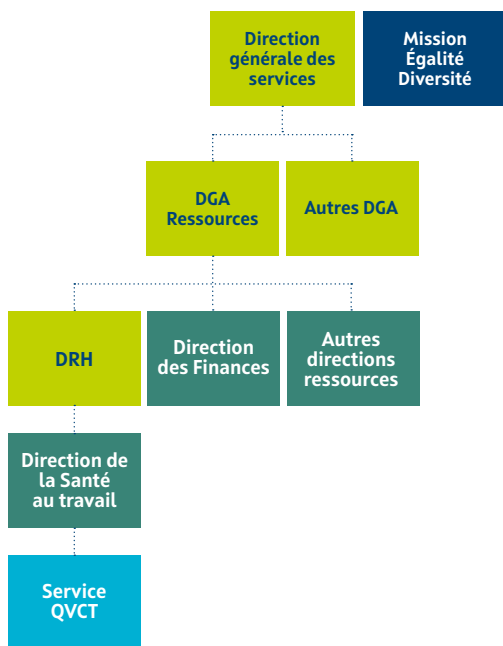 Direction
générale des
services
Mission
Égalité
Diversité
DGA
Ressources
Autres DGA
DRH
Direction
des Finances
Autres
directions
ressources
Direction de
la Santé
au travail
Service
QVCT